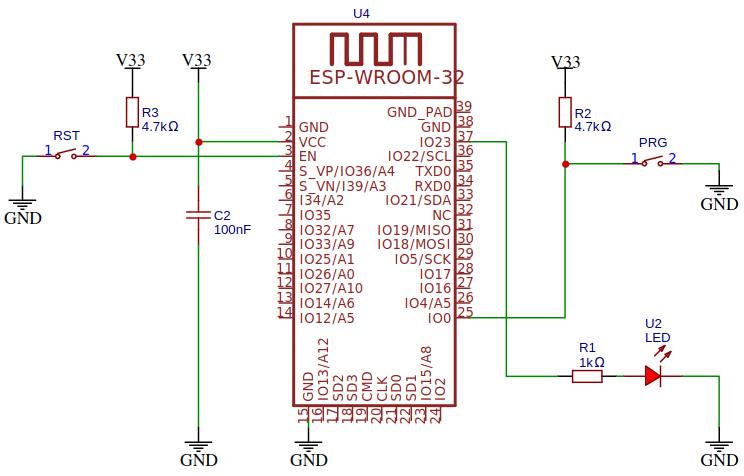 U4
ESP-WROOM-32
V33
V33
V33
R3
4.7kΩ
R2
4.7kΩ
RST
1
2
PRG
1
2
GND
GND
C2
100nF
1 GND
2 VCC
3 EN
4 S_VP/IO36/A4
5 S_VN/I39/A3
6 I34/A2
7 IO35
8 IO32/A7
9 IO33/A9
10 IO25/A1
11 IO26/A0
12 IO27/A10
13 IO14/A6
14 IO12/A5
GND_PAD 39
GND 38
IO23 37
IO22/SCL 36
TXD0 35
RXD0 34
IO21/SDA 33
NC 32
IO19/MISO 31
IO18/MOSI 30
IO5/SCK 29
IO17 28
IO16 27
IO4/A5 26
IO0 25
15 GND
16 IO13/A12
17 SD2
18 SD3
19 CMD
20 CLK
21 SD0
22 SD1
23 IO15/A8
24 IO2
R1
1kΩ
U2
LED
GND
GND
GND